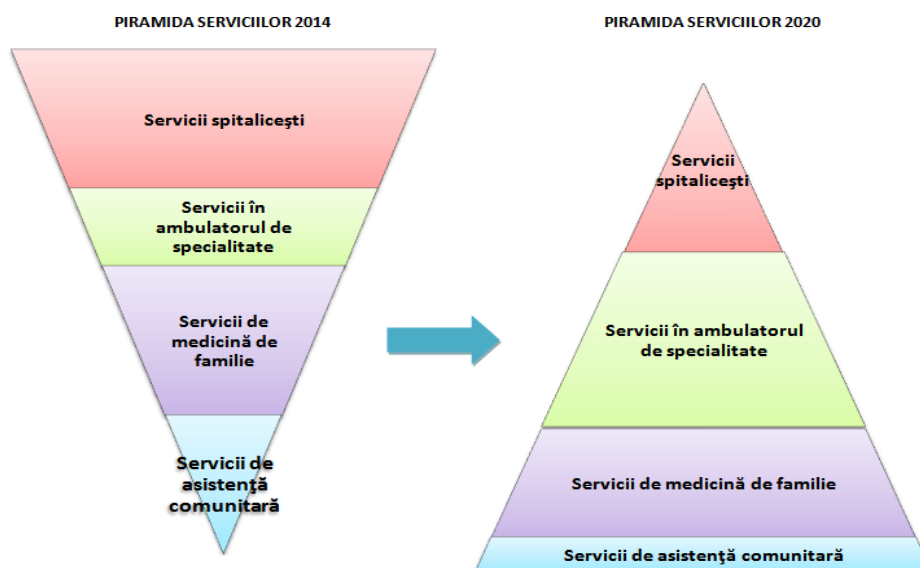 PIRAMIDA SERVICIILOR 2014
Servicii spitaliceşti
Servicii în
ambulatorul de
specialitate
Servicii de
medicină de
familie
Servicii de
asistenţă
comunitară
PIRAMIDA SERVICIILOR 2020
Servicii
spitaliceşti
Servicii în ambulatorul
de specialitate
Servicii de medicină de familie
Servicii de asistenţă comunitară